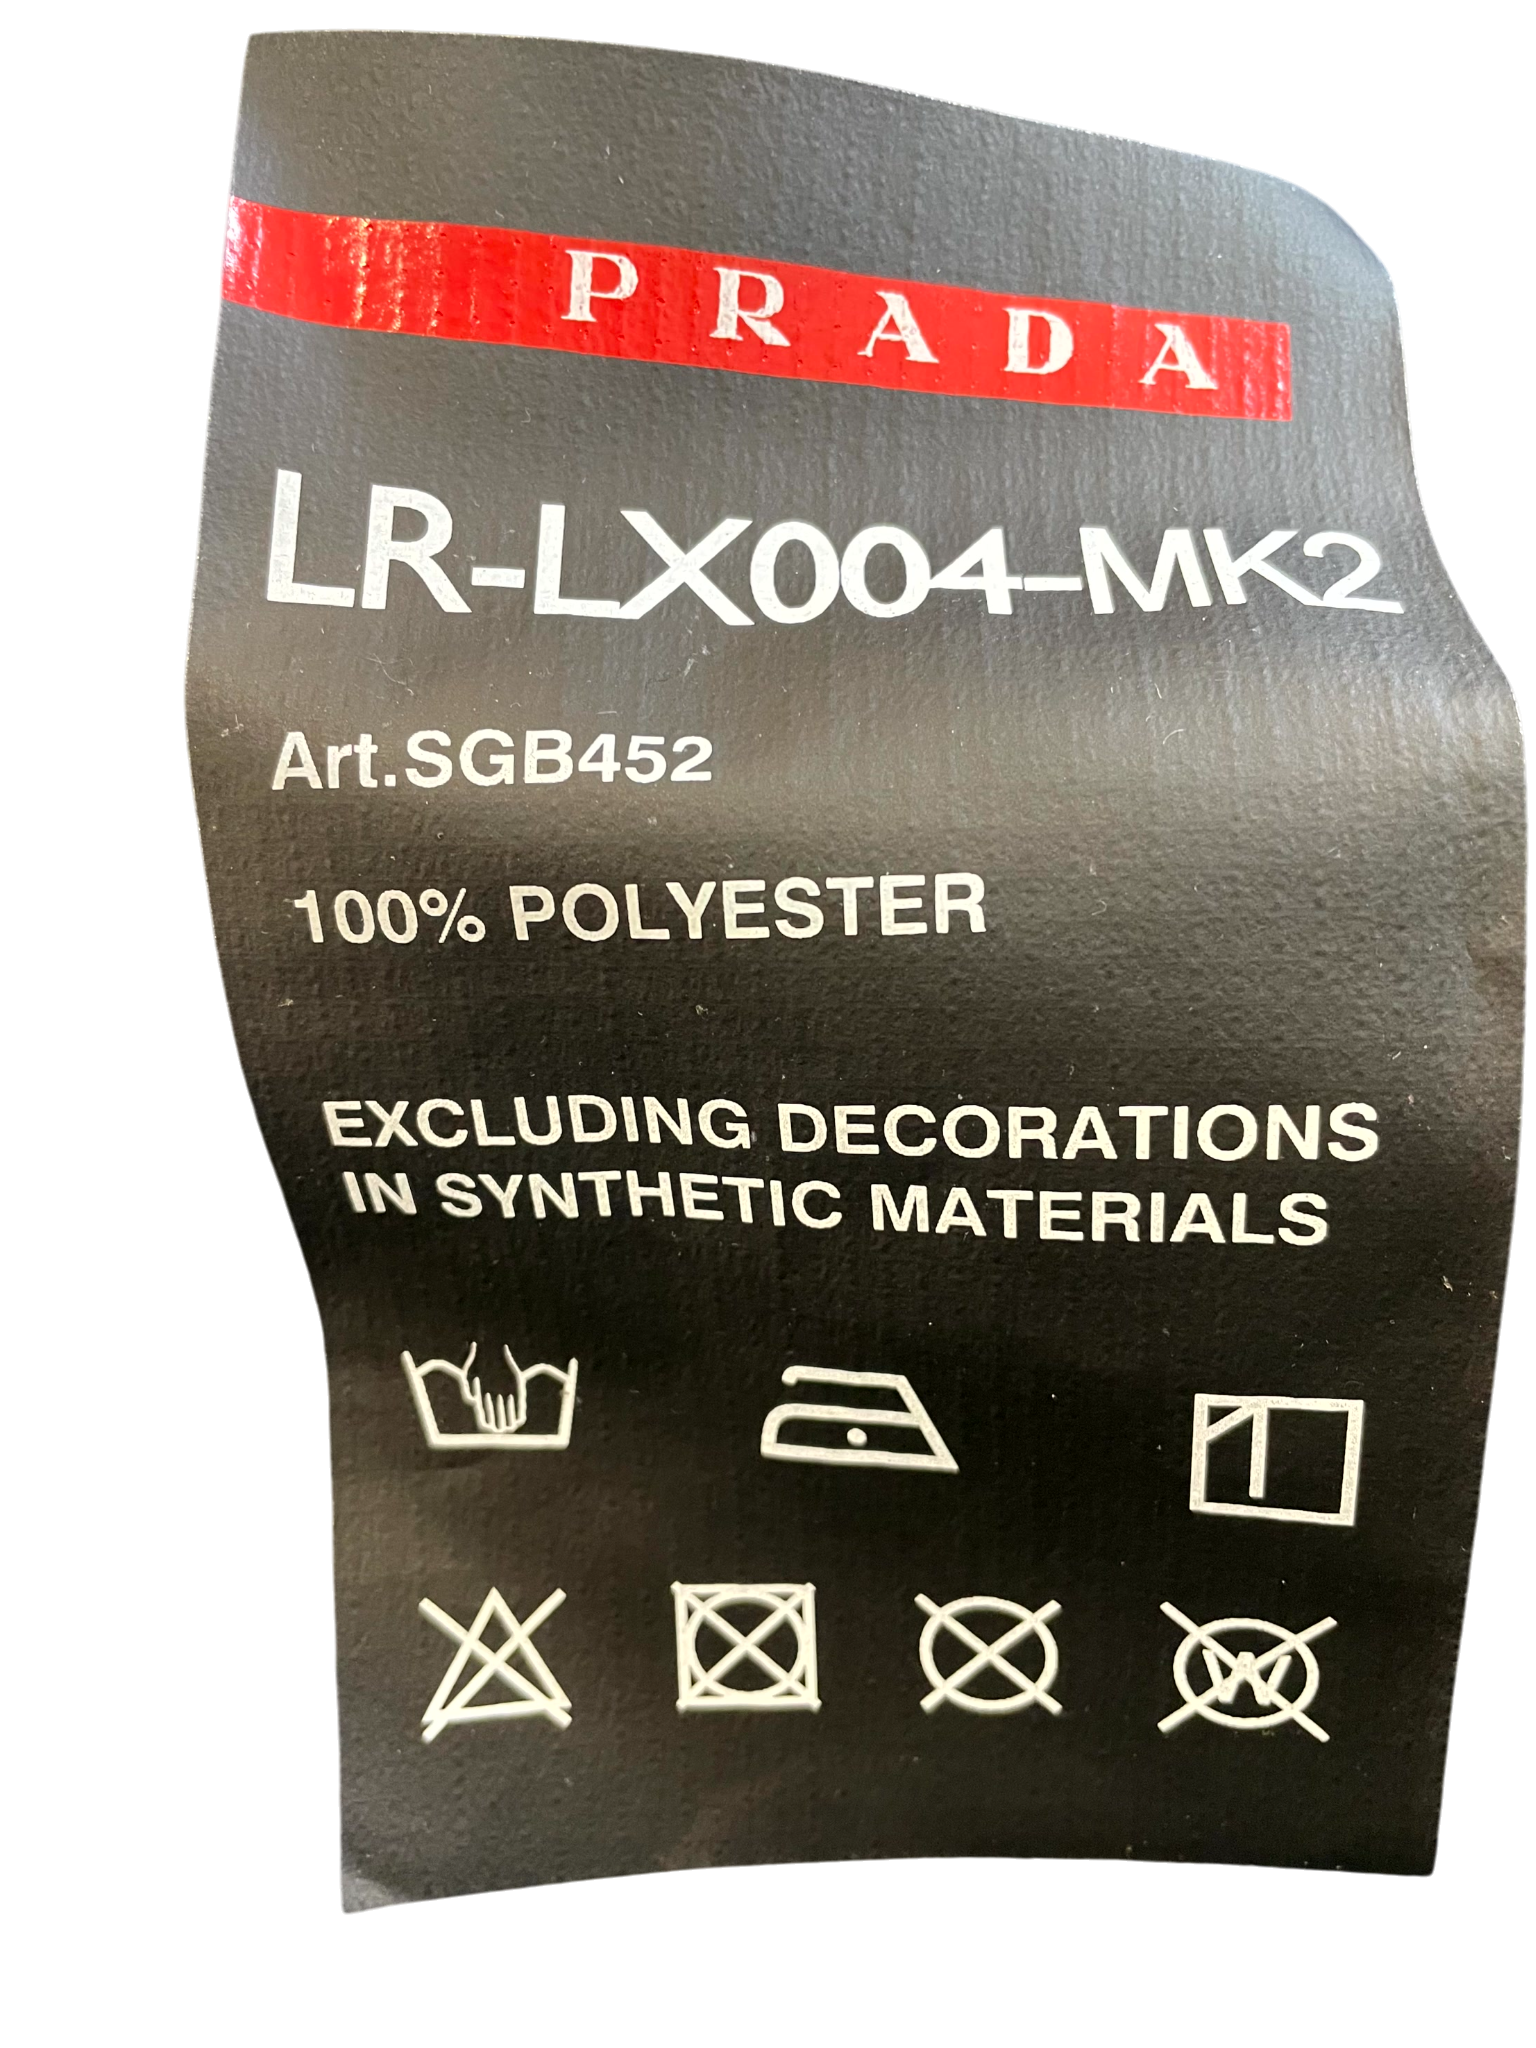 PRADA
LR-LX004-MK2
Art.SGB452
100% POLYESTER
EXCLUDING DECORATIONS
IN SYNTHETIC MATERIALS
W